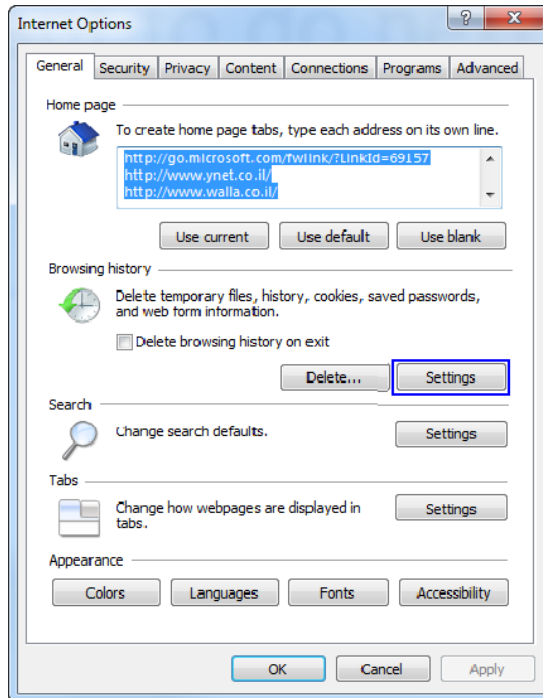 Internet Options
General Security Privacy Content Connections Programs Advanced
Home page
To create home page tabs, type each address on its own line.
http://go.microsoft.com/fwlink/?LinkId=69157
http://www.ynet.co.il/
http://www.walla.co.il/
Use current Use default Use blank
Browsing history
Delete temporary files, history, cookies, saved passwords,
and web form information.
Delete browsing history on exit
Delete... Settings
Search
Change search defaults.
Settings
Tabs
Change how webpages are displayed in
tabs.
Settings
Appearance
Colors Languages Fonts Accessibility
OK Cancel Apply